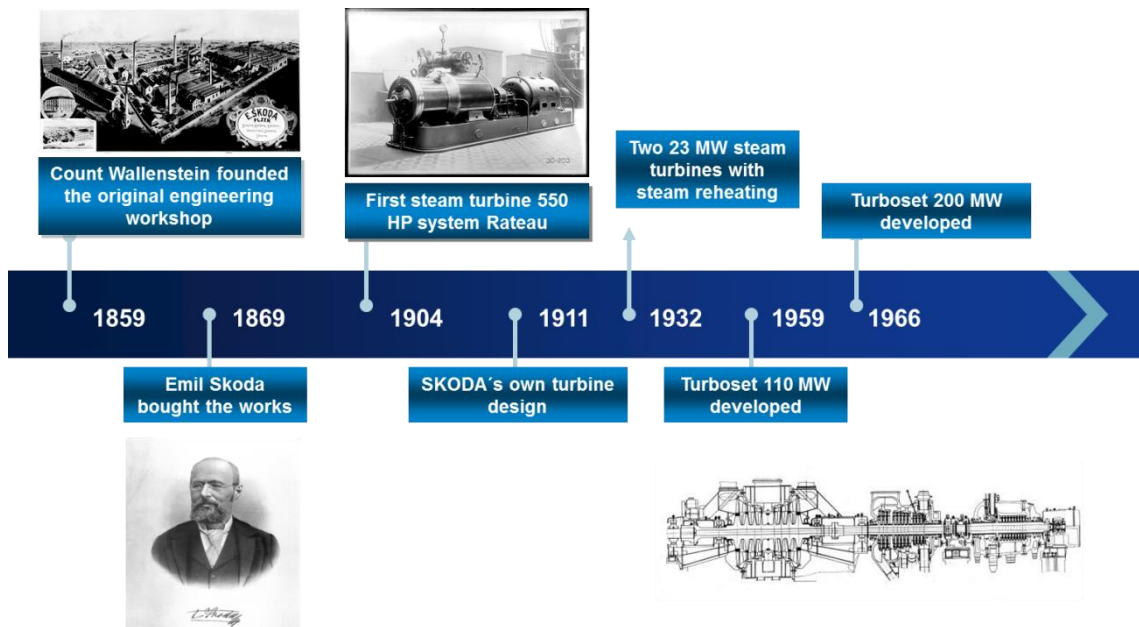 E.ŠKODA
PLZEŇ
Count Wallenstein founded
the original engineering
workshop
First steam turbine 550
HP system Rateau
Two 23 MW steam
turbines with
steam reheating
Turboset 200 MW
developed
1859
1869
1904
1911
1932
1959
1966
Emil Skoda
bought the works
SKODA´s own turbine
design
Turboset 110 MW
developed